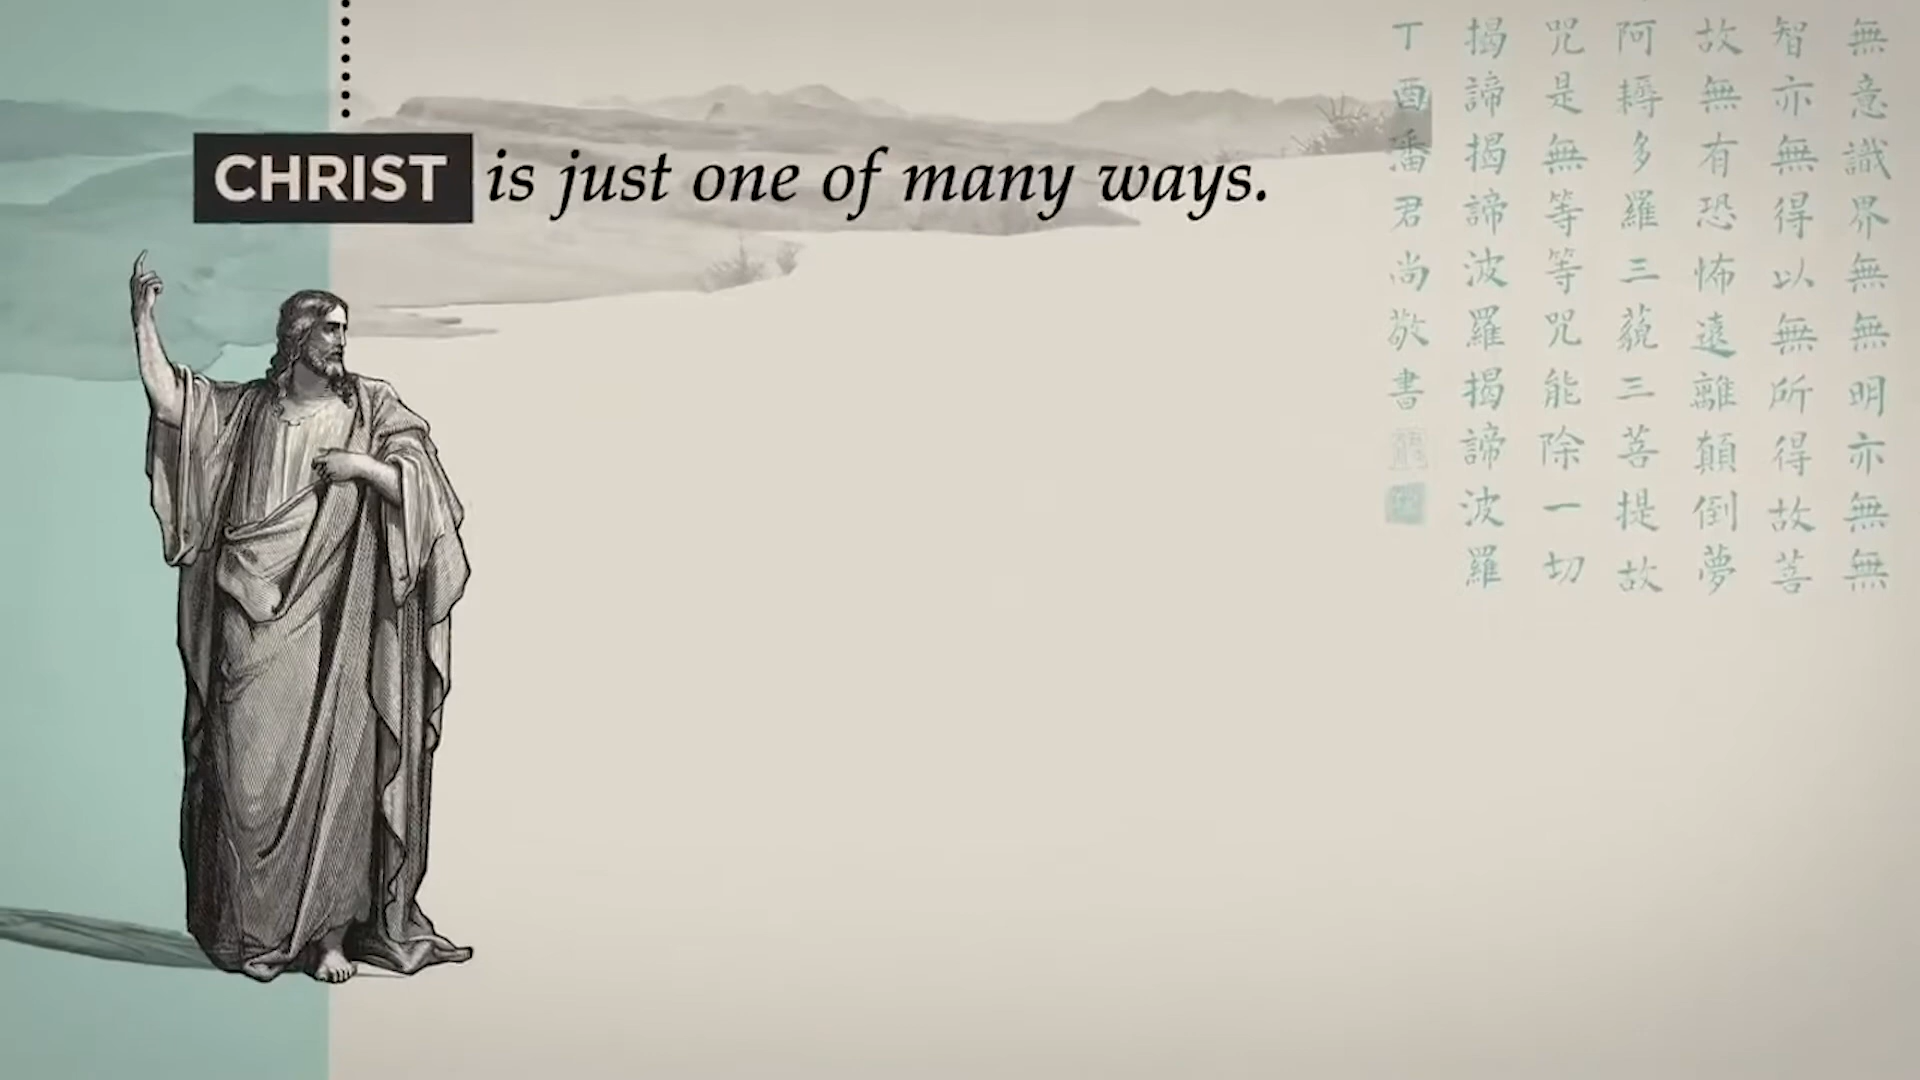 CHRIST is just one of many ways.
無意識界無無明亦無無
智亦無得以無所得故菩
故無有恐怖遠離顛倒夢
阿耨多羅三藐三菩提故
咒是無等等咒能除一切
揭諦揭諦波羅揭諦波羅
丁酉潘君尚敬書